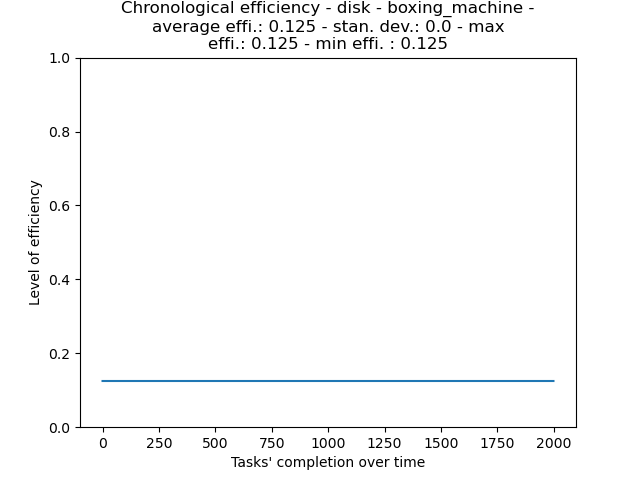 Chronological efficiency - disk - boxing_machine -
average effi.: 0.125 - stan. dev.: 0.0 - max
effi.: 0.125 - min effi. : 0.125
1.0
0.8
0.6
0.4
0.2
0.0
Level of efficiency
0 250 500 750 1000 1250 1500 1750 2000
Tasks' completion over time